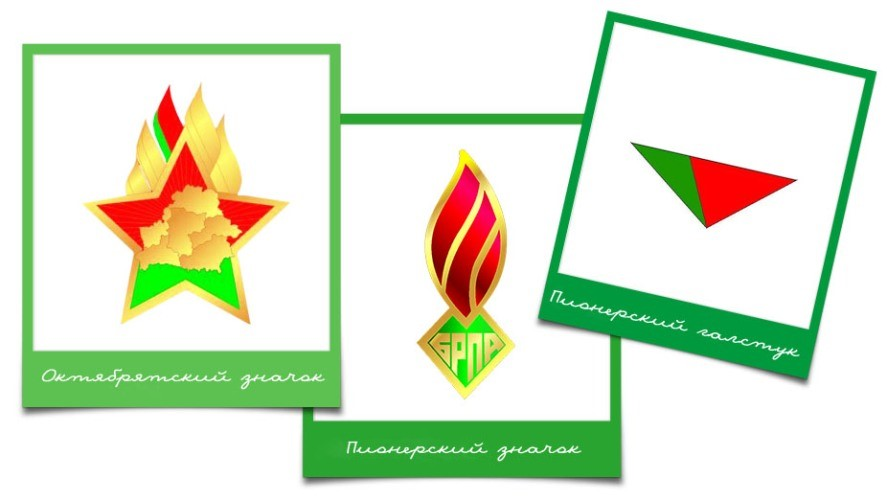 Октябрятский значок
БРПО
Пионерский значок
Пионерский галстук